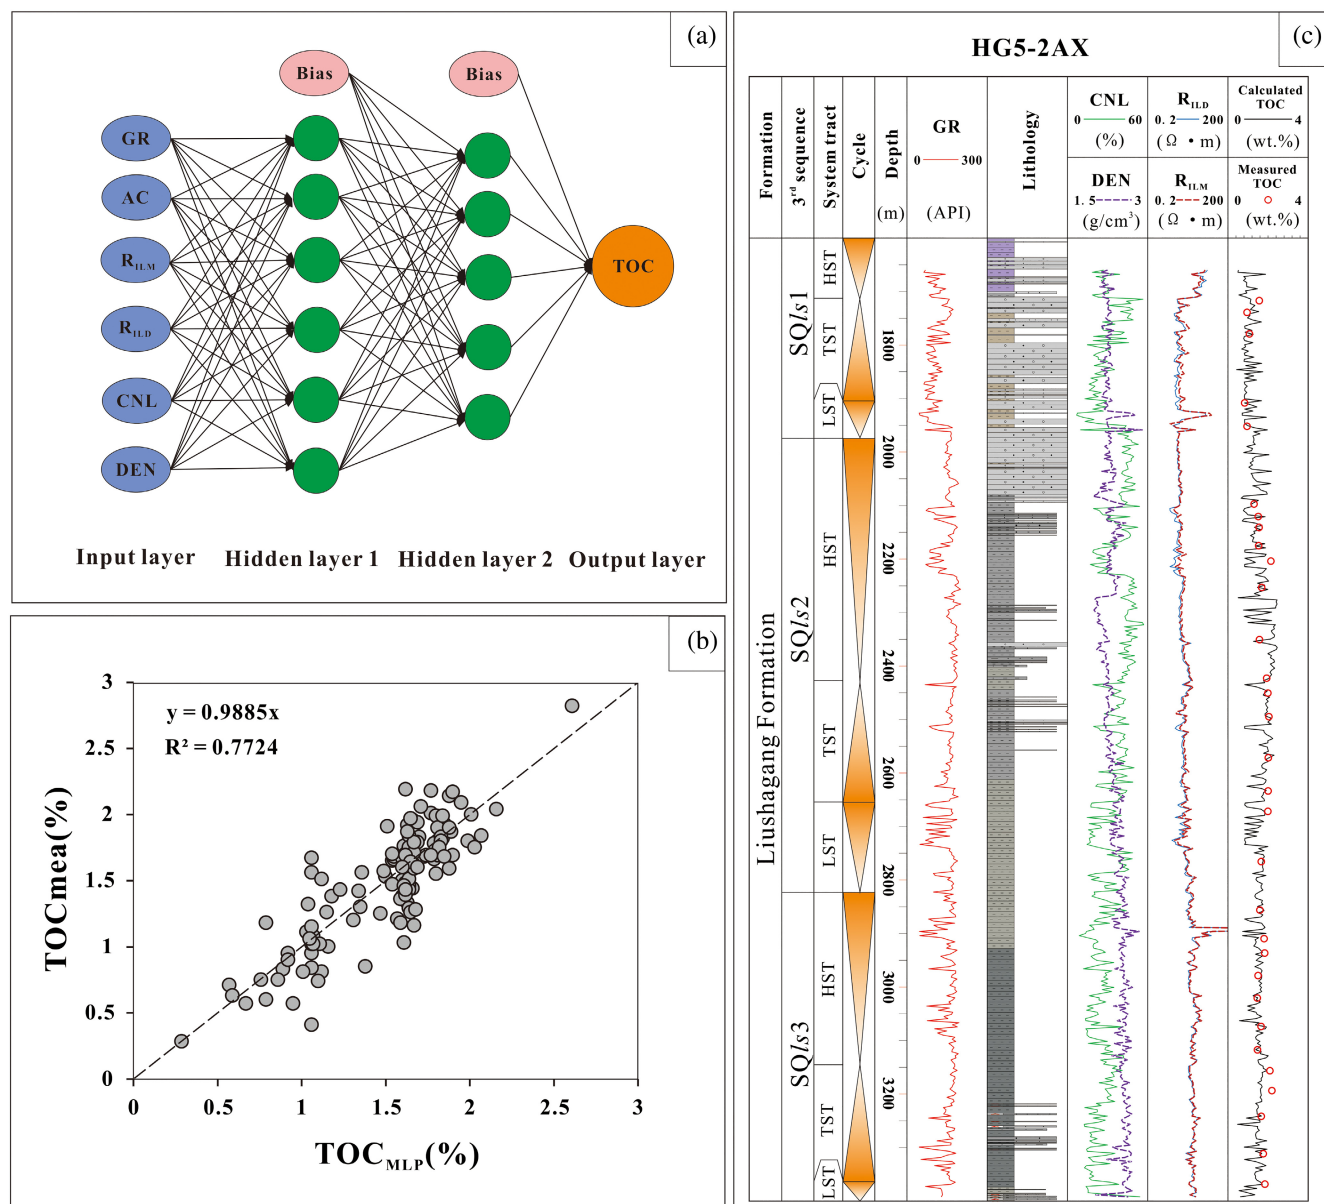 (a)
Bias
Bias
GR
AC
R_ILM
R_ILD
CNL
DEN
TOC
Input layer
Hidden layer 1
Hidden layer 2
Output layer
(b)
y = 0.9885x
R² = 0.7724
3
2.5
2
1.5
1
0.5
0
0
0.5
1
1.5
2
2.5
3
TOCmea(%)
TOC_MLP(%)
(c)
HG5-2AX
Formation
3rd sequence
System tract
Cycle
Depth
(m)
GR
0 300
(API)
Lithology
CNL
0 60
(%)
DEN
1.5 3
(g/cm³)
R_ILD
0.2 200
(Ω • m)
R_ILM
0.2 200
(Ω • m)
Calculated
TOC
0 4
(wt.%)
Measured
TOC
0 4
(wt.%)
Liushagang Formation
SQls1
SQls2
SQls3
HST
TST
LST
HST
TST
LST
HST
TST
LST
1800
2000
2200
2400
2600
2800
3000
3200